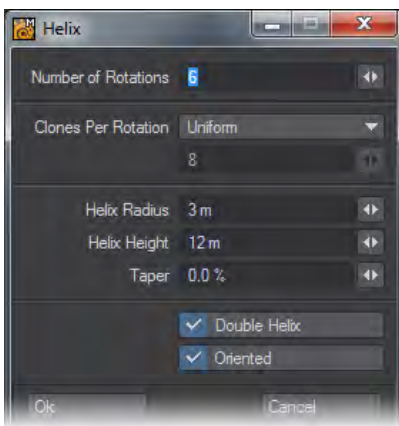 Helix
Number of Rotations 6
Clones Per Rotation Uniform
8
Helix Radius 3 m
Helix Height 12 m
Taper 0.0 %
Double Helix
Oriented
Ok Cancel